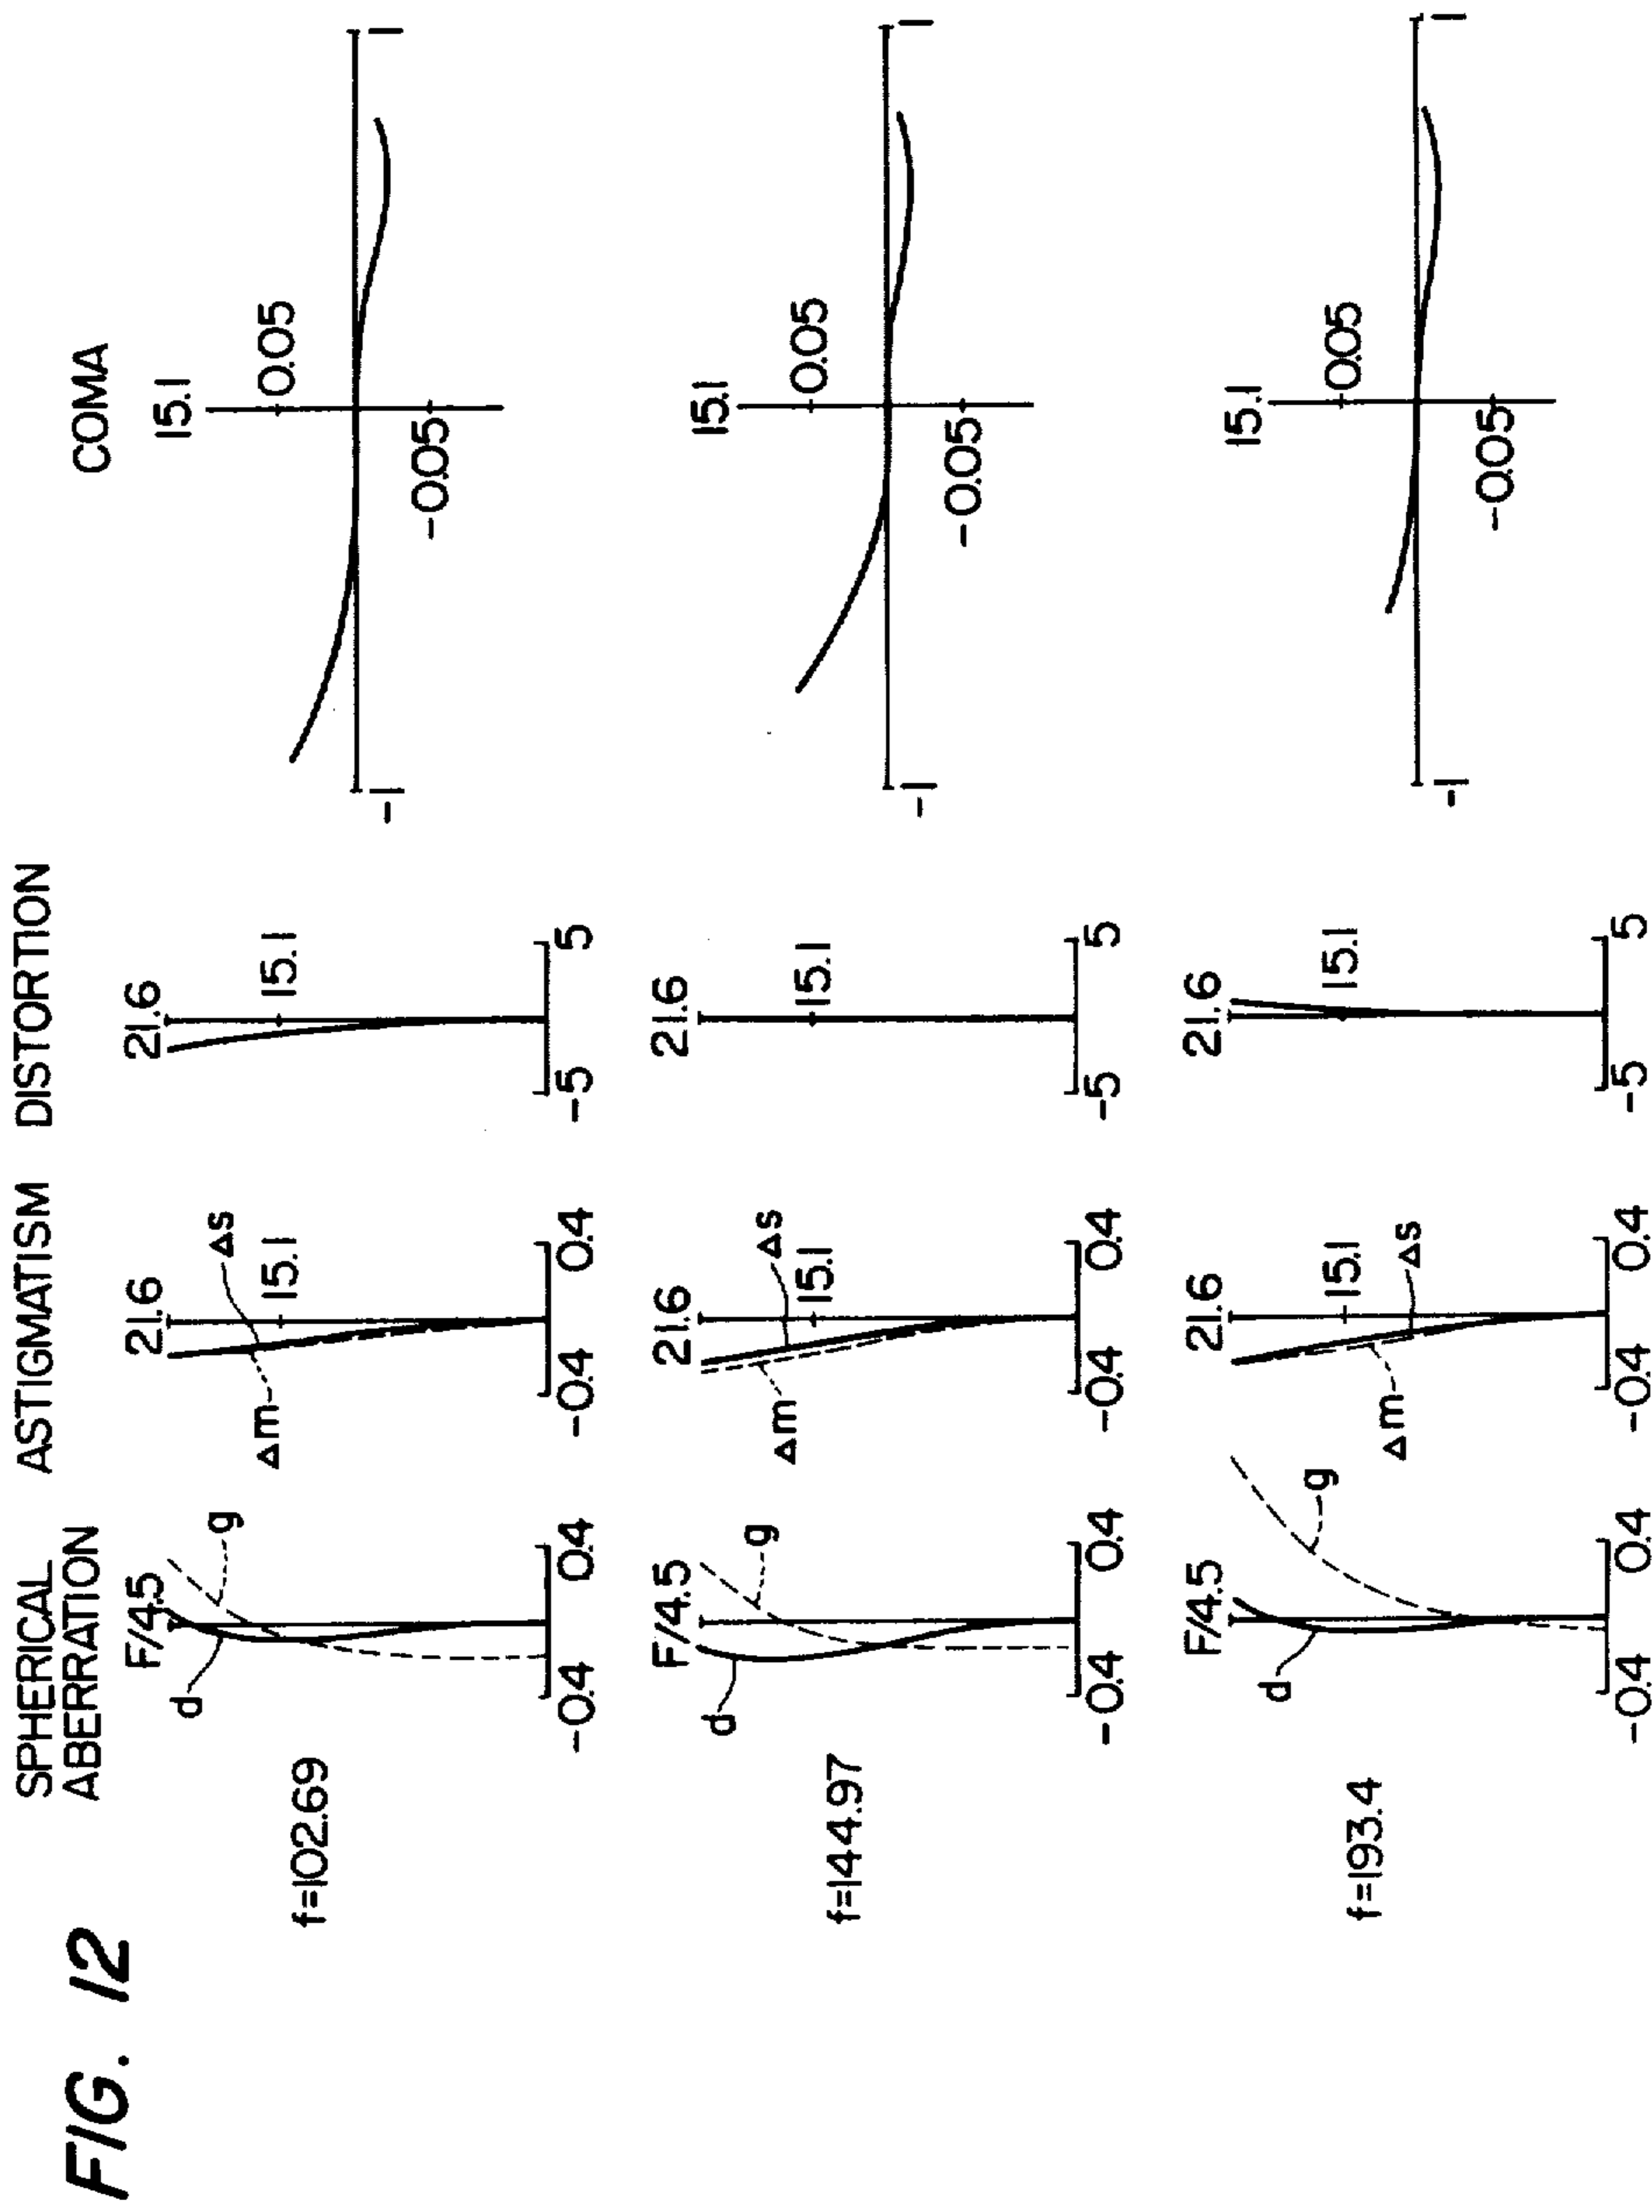 FIG. 12
SPHERICAL ABERRATION
ASTIGMATISM
DISTORTION
COMA
f=102.69
F/4.5
d
g
-0.4
0.4
21.6
15.1
Δs
Δm
-0.4
0.4
21.6
15.1
-5
5
15.1
0.05
-0.05
-1
1
f=144.97
F/4.5
d
g
-0.4
0.4
21.6
15.1
Δs
Δm
-0.4
0.4
21.6
15.1
-5
5
15.1
0.05
-0.05
-1
1
f=193.4
F/4.5
d
g
-0.4
0.4
21.6
15.1
Δs
Δm
-0.4
0.4
21.6
15.1
-5
5
15.1
0.05
-0.05
-1
1